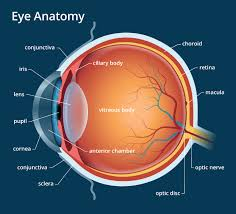 Eye Anatomy
conjunctiva
iris
lens
pupil
cornea
conjunctiva
sclera
ciliary body
vitreous body
anterior chamber
choroid
retina
macula
optic nerve
optic disc